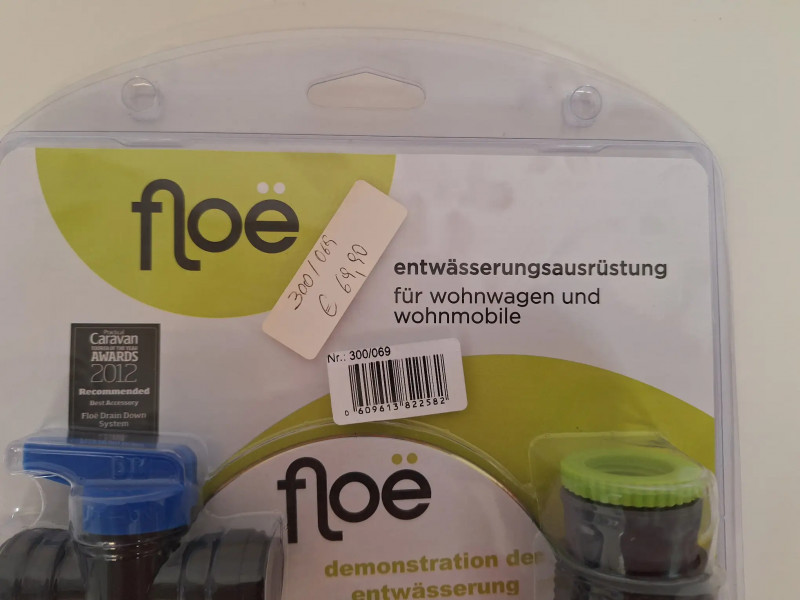 floë
300/069
€ 69,90
entwässerungsausrüstung
für wohnwagen und
wohnmobile
Practical
Caravan
AWARDS
2012
Recommended
Best Accessory
Floë Drain Down
System
Nr.: 300/069
0 609613 822582
floë
demonstration der
entwässerung